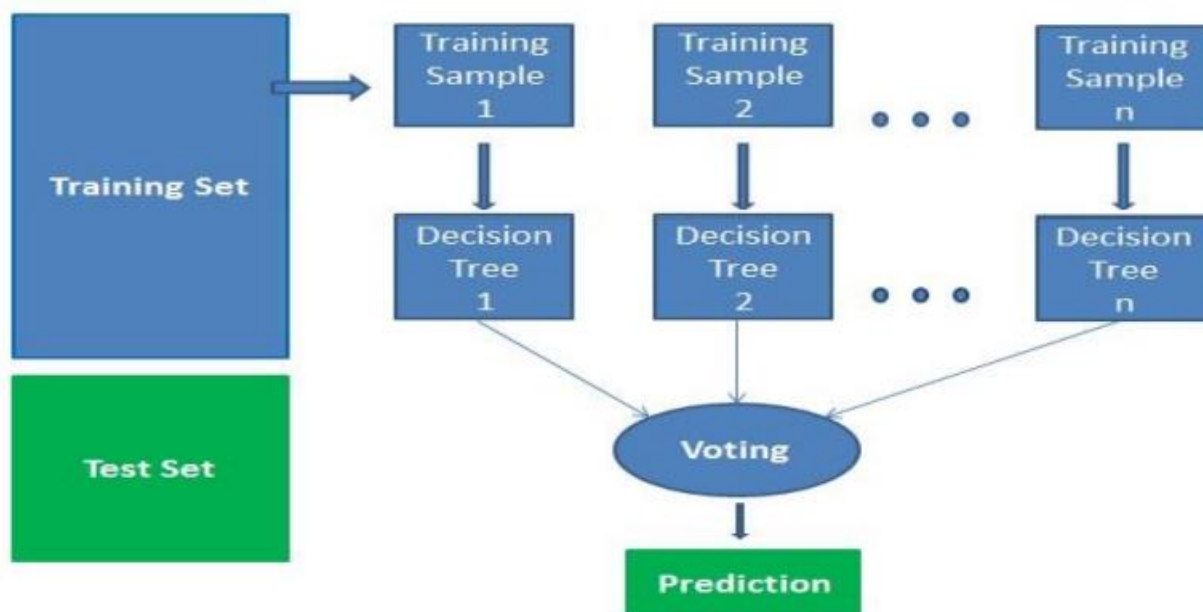 Training Set
Test Set
Training
Sample
1
Training
Sample
2
Training
Sample
n
Decision
Tree
1
Decision
Tree
2
Decision
Tree
n
Voting
Prediction